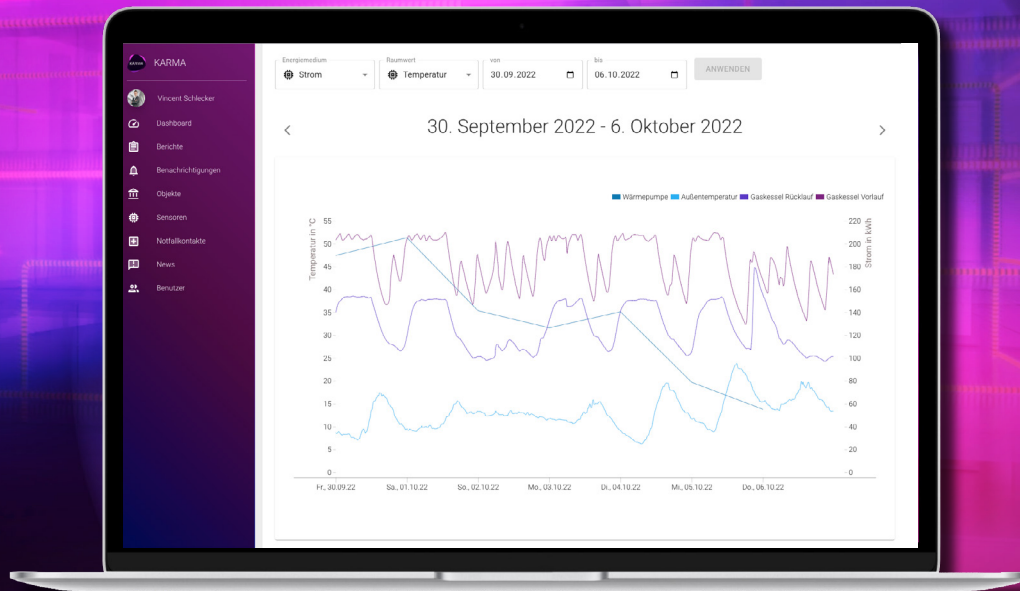 KARMA
KARMA
Vincent Schlecker
Dashboard
Berichte
Benachrichtigungen
Objekte
Sensoren
Notfallkontakte
News
Benutzer
Energiemedium
Strom
Raumwert
Temperatur
von
30.09.2022
bis
06.10.2022
ANWENDEN
30. September 2022 - 6. Oktober 2022
Wärmepumpe Außentemperatur Gaskessel Rücklauf Gaskessel Vorlauf
Temperatur in °C
55
50
45
40
35
30
25
20
15
10
5
0
220
200
180
160
140
120
100
80
60
40
20
0
Strom in kWh
Fr., 30.09.22 Sa., 01.10.22 So., 02.10.22 Mo., 03.10.22 Di., 04.10.22 Mi., 05.10.22 Do., 06.10.22